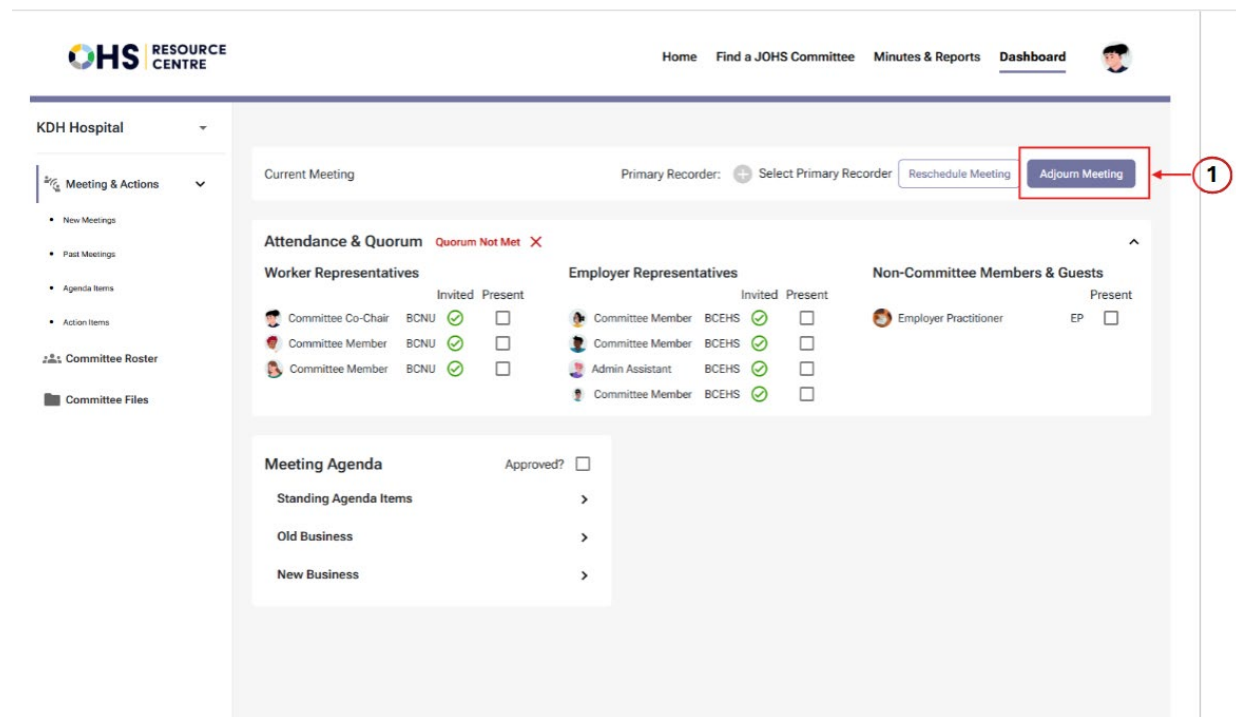 OHS RESOURCE CENTRE
Home Find a JOHS Committee Minutes & Reports Dashboard
KDH Hospital
Meeting & Actions
New Meetings
Past Meetings
Agenda Items
Action Items
Committee Roster
Committee Files
Current Meeting Primary Recorder: Select Primary Recorder Reschedule Meeting Adjourn Meeting
1
Attendance & Quorum Quorum Not Met
Worker Representatives
Invited Present
Committee Co-Chair BCNU
Committee Member BCNU
Committee Member BCNU
Employer Representatives
Invited Present
Committee Member BCEHS
Committee Member BCEHS
Admin Assistant BCEHS
Committee Member BCEHS
Non-Committee Members & Guests
Present
Employer Practitioner EP
Meeting Agenda Approved?
Standing Agenda Items
Old Business
New Business